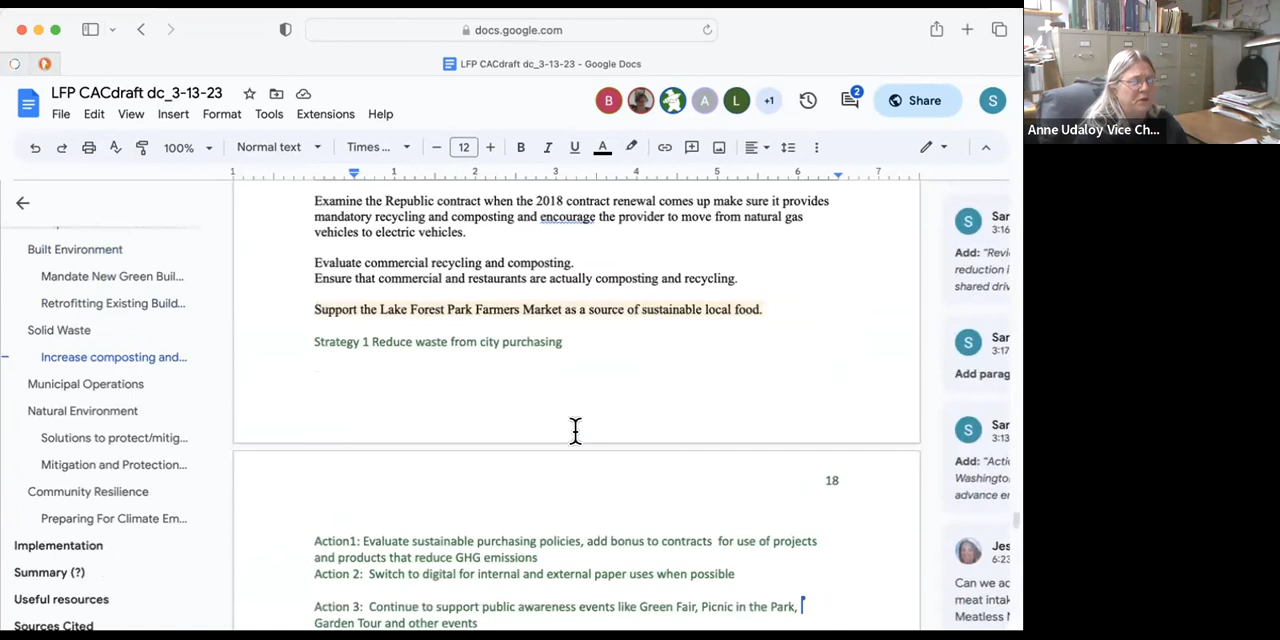 docs.google.com
LFP CACdraft dc_3-13-23 - Google Docs
LFP CACdraft dc_3-13-23
File Edit View Insert Format Tools Extensions Help
B A L +1 2 Share S
100% Normal text Times ... 12 B I U A
1 1 2 3 4 5 6 7
Built Environment
Mandate New Green Buil...
Retrofitting Existing Build...
Solid Waste
Increase composting and...
Municipal Operations
Natural Environment
Solutions to protect/mitig...
Mitigation and Protection...
Community Resilience
Preparing For Climate Em...
Implementation
Summary (?)
Useful resources
Sources Cited
Examine the Republic contract when the 2018 contract renewal comes up make sure it provides
mandatory recycling and composting and encourage the provider to move from natural gas
vehicles to electric vehicles.
Evaluate commercial recycling and composting.
Ensure that commercial and restaurants are actually composting and recycling.
Support the Lake Forest Park Farmers Market as a source of sustainable local food.
Strategy 1 Reduce waste from city purchasing
18
Action1: Evaluate sustainable purchasing policies, add bonus to contracts for use of projects
and products that reduce GHG emissions
Action 2: Switch to digital for internal and external paper uses when possible
Action 3: Continue to support public awareness events like Green Fair, Picnic in the Park,
Garden Tour and other events
S Sar
3:16
Add: "Revi
reduction i
shared driv
S Sar
3:17
Add parag
S Sar
3:13
Add: "Actic
Washingto
advance er
Jes
6:23
Can we ac
meat intak
Meatless N
Anne Udaloy Vice Ch...